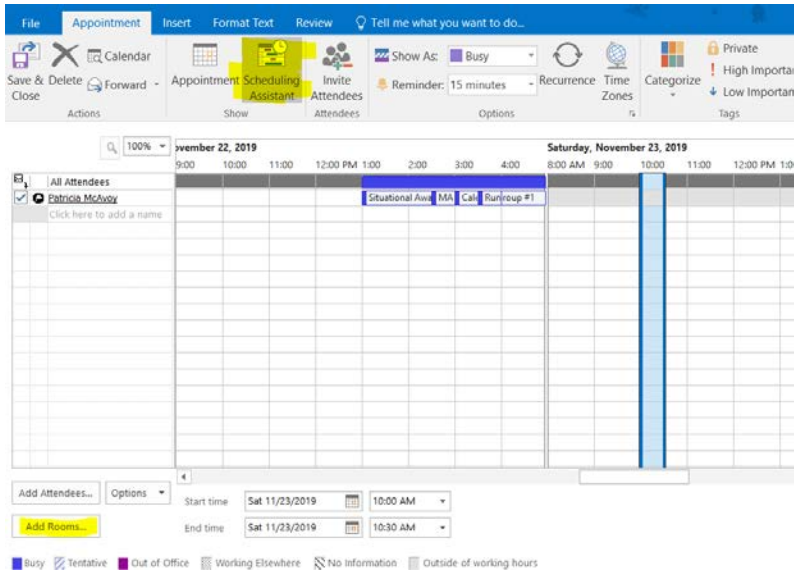 File Appointment Insert Format Text Review Tell me what you want to do...
Save & Close
Delete
Calendar
Forward
Actions
Appointment
Scheduling Assistant
Show
Invite Attendees
Attendees
Show As: Busy
Reminder: 15 minutes
Recurrence
Time Zones
Options
Categorize
Private
High Importan
Low Importan
Tags
100%
ovember 22, 2019 Saturday, November 23, 2019
9:00 10:00 11:00 12:00 PM 1:00 2:00 3:00 4:00 8:00 AM 9:00 10:00 11:00 12:00 PM 1:0
All Attendees
Patricia McAvoy Situational Awa MA Cale Run roup #1
Click here to add a name
Add Attendees... Options
Start time Sat 11/23/2019 10:00 AM
Add Rooms...
End time Sat 11/23/2019 10:30 AM
Busy Tentative Out of Office Working Elsewhere No Information Outside of working hours